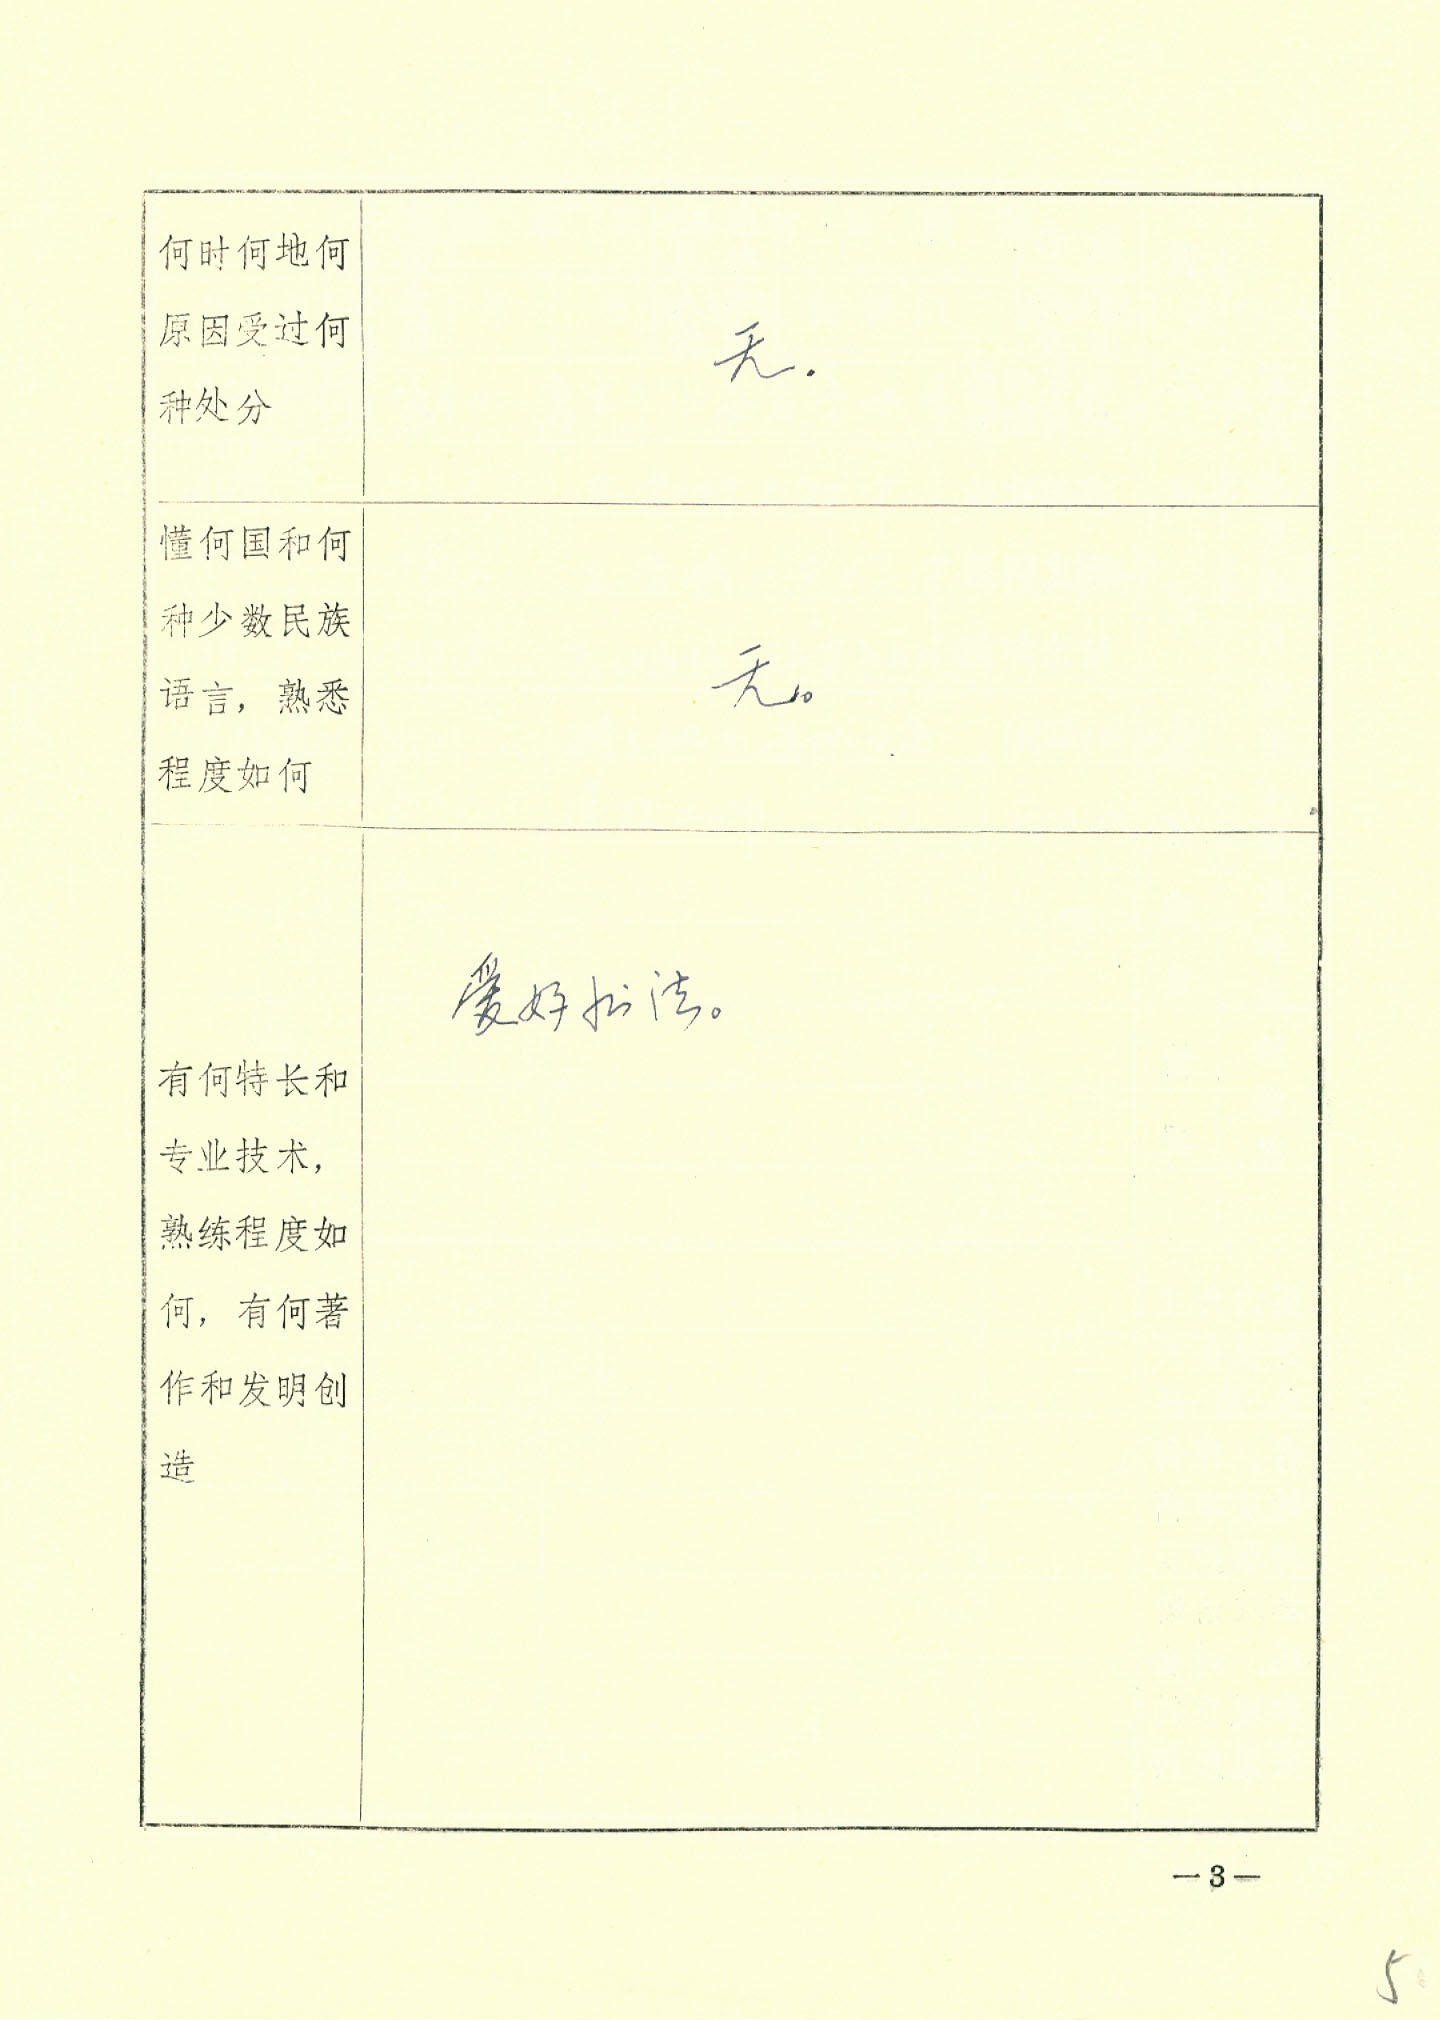 何时何地何
原因受过何
种处分
无.
懂何国和何
种少数民族
语言，熟悉
程度如何
无。
有何特长和
专业技术，
熟练程度如
何，有何著
作和发明创
造
爱好 法。
—3—
5